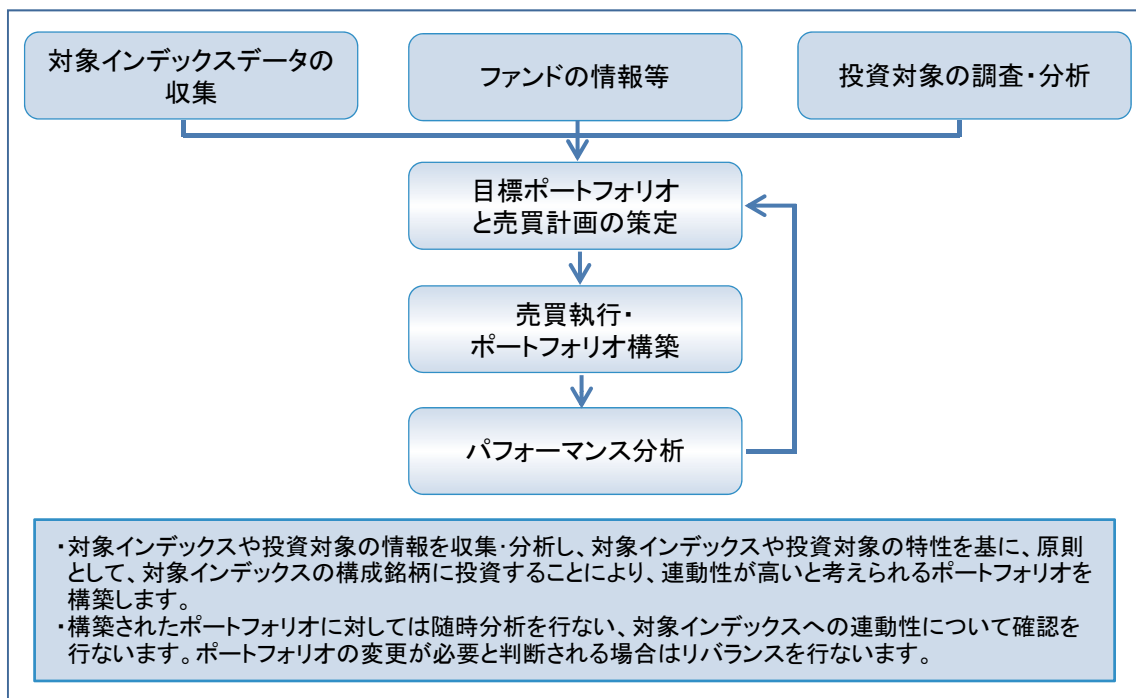 対象インデックスデータの
収集
ファンドの情報等
投資対象の調査・分析
目標ポートフォリオ
と売買計画の策定
売買執行・
ポートフォリオ構築
パフォーマンス分析
・対象インデックスや投資対象の情報を収集・分析し、対象インデックスや投資対象の特性を基に、原則
として、対象インデックスの構成銘柄に投資することにより、連動性が高いと考えられるポートフォリオを
構築します。
・構築されたポートフォリオに対しては随時分析を行ない、対象インデックスへの連動性について確認を
行ないます。ポートフォリオの変更が必要と判断される場合はリバランスを行ないます。